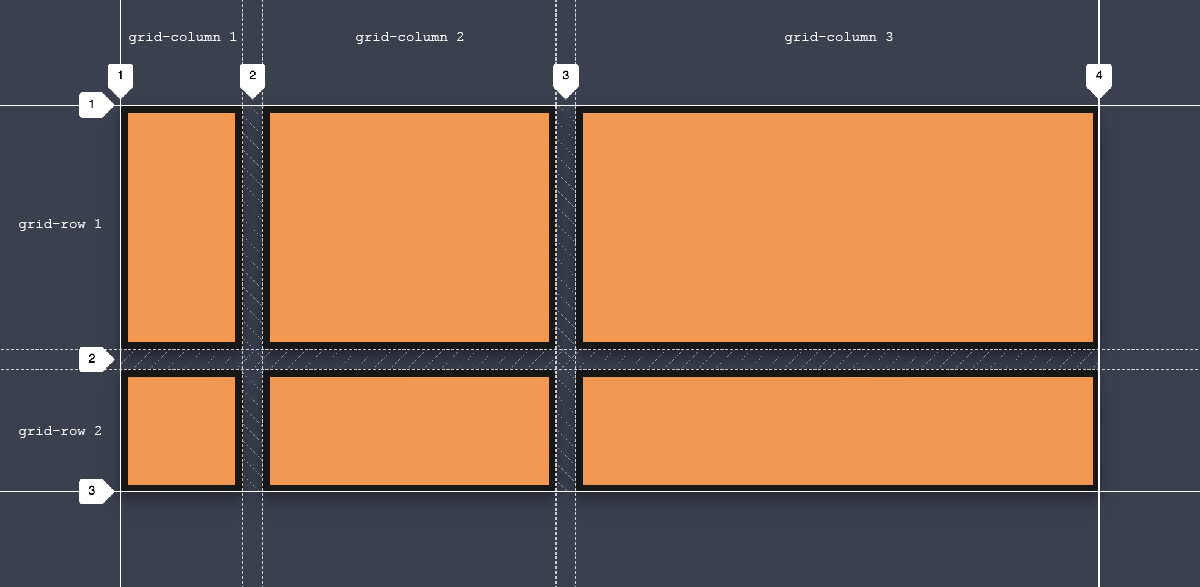 grid-column 1
grid-column 2
grid-column 3
1
2
3
4
1
grid-row 1
2
grid-row 2
3